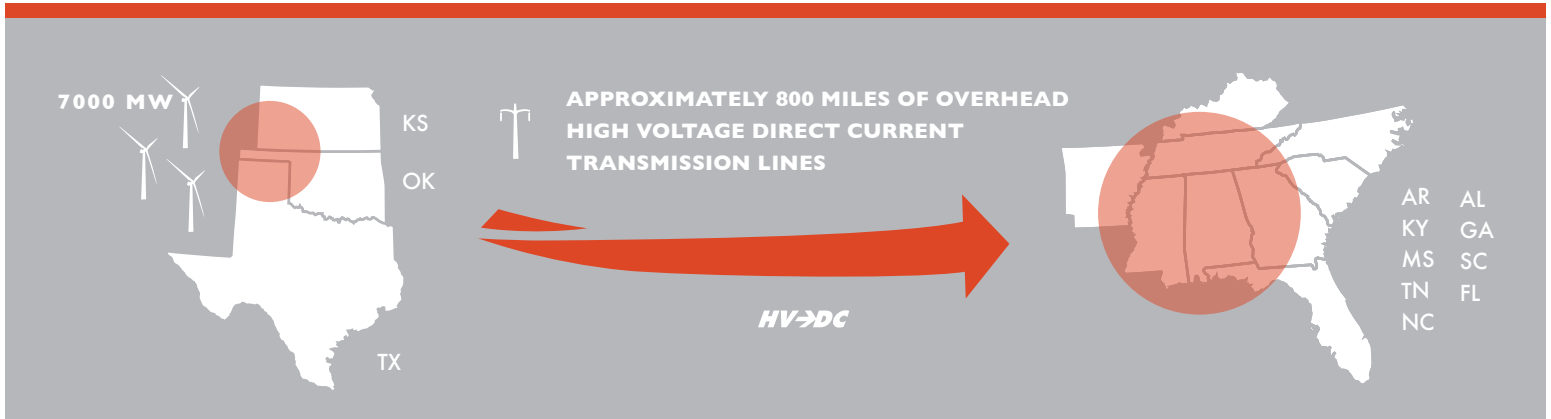 7000 MW
KS
OK
TX
APPROXIMATELY 800 MILES OF OVERHEAD
HIGH VOLTAGE DIRECT CURRENT
TRANSMISSION LINES
HV→DC
AR AL
KY GA
MS SC
TN FL
NC